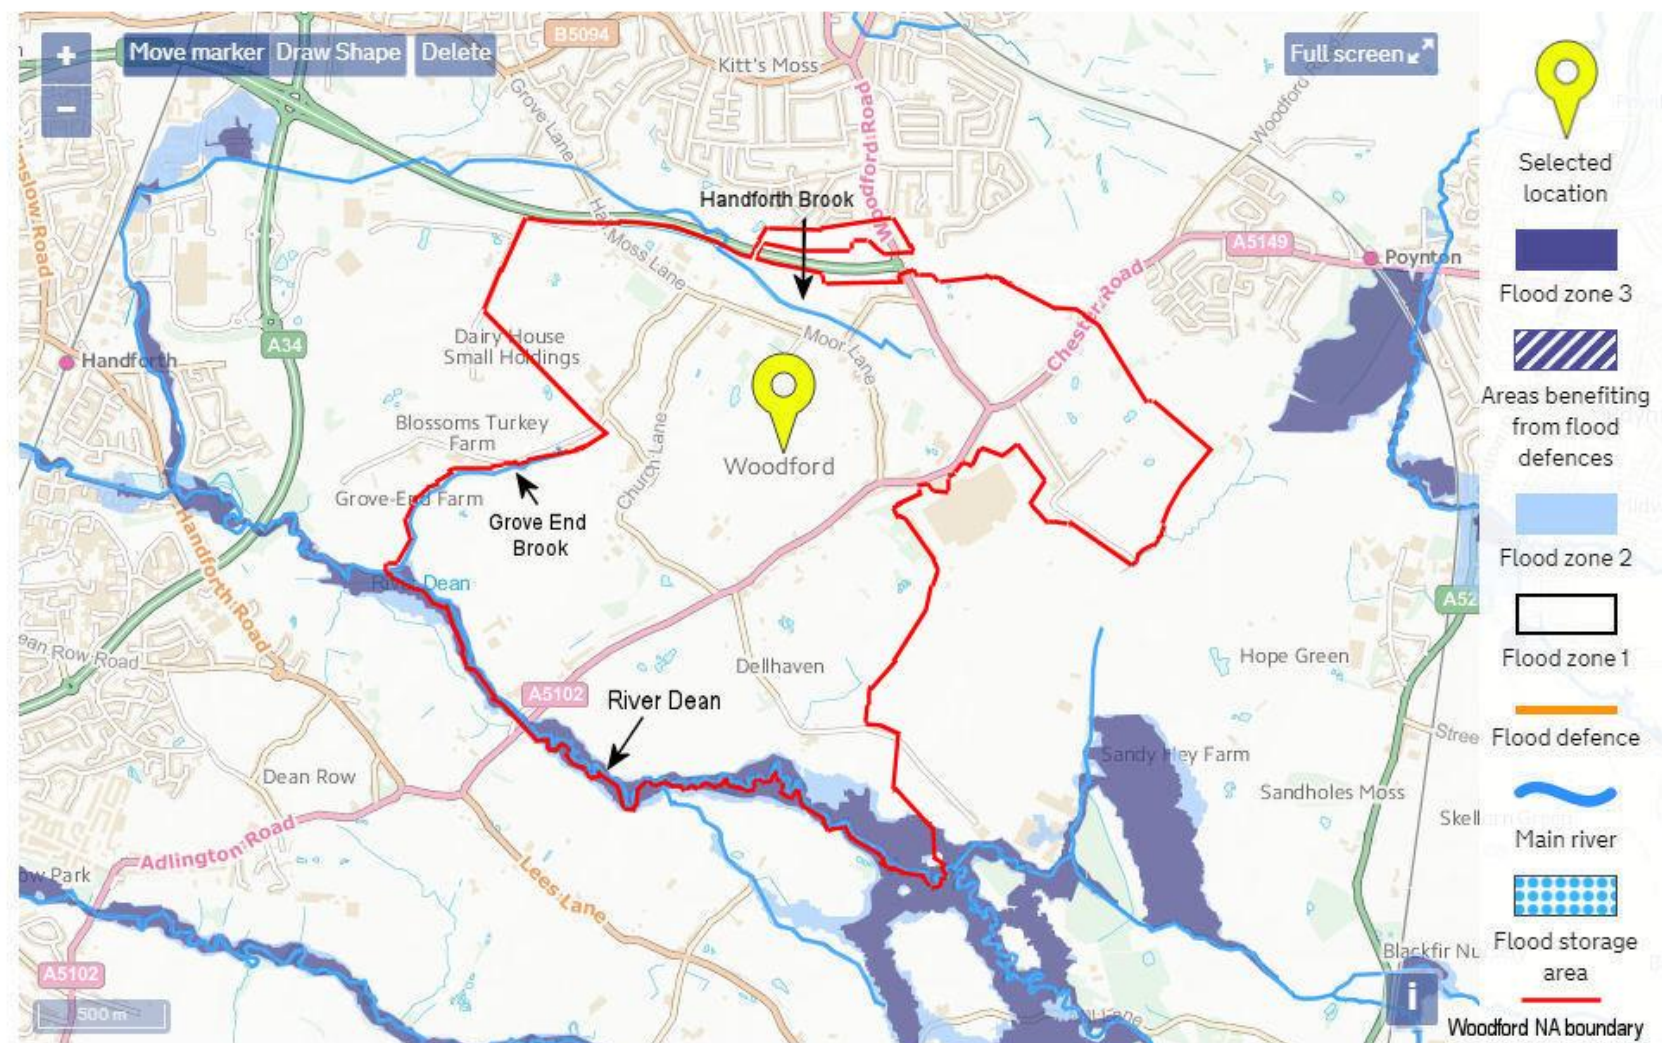 +
−
Move marker
Draw Shape
Delete
B5094
Kitt's Moss
Full screen
Grove Lane
Woodford Road
Handforth Brook
Hall Moss Lane
A5149
Poynton
Chester Road
Handforth
A34
Dairy House
Small Holdings
Moor Lane
Blossoms Turkey
Farm
Church Lane
Woodford
Grove End Farm
Grove End
Brook
Handforth Road
River Dean
A52
Dellhaven
Hope Green
A5102
River Dean
Dean Row
Sandy Hey Farm
Sandholes Moss
Adlington Road
Lees Lane
A5102
500 m
i
Selected
location
Flood zone 3
Areas benefiting
from flood
defences
Flood zone 2
Flood zone 1
Flood defence
Main river
Flood storage
area
Woodford NA boundary